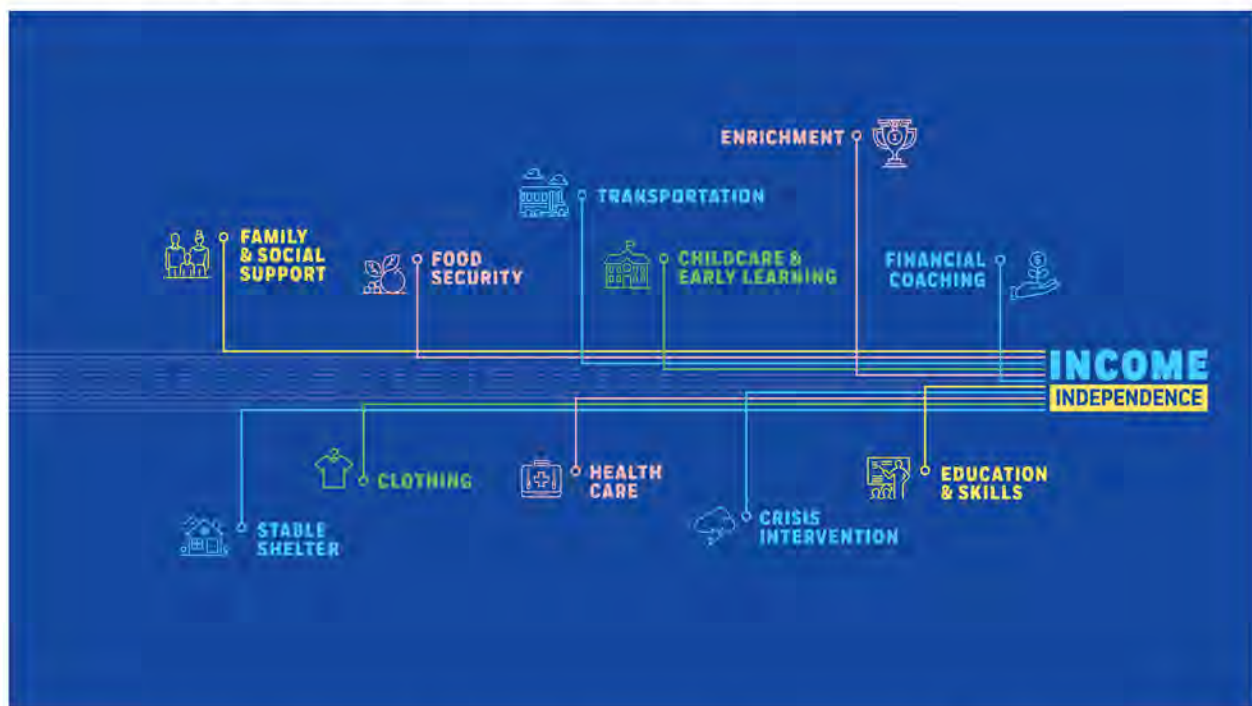 ENRICHMENT
TRANSPORTATION
FAMILY
& SOCIAL
SUPPORT
FOOD
SECURITY
CHILDCARE &
EARLY LEARNING
FINANCIAL
COACHING
INCOME
INDEPENDENCE
CLOTHING
HEALTH
CARE
EDUCATION
& SKILLS
STABLE
SHELTER
CRISIS
INTERVENTION